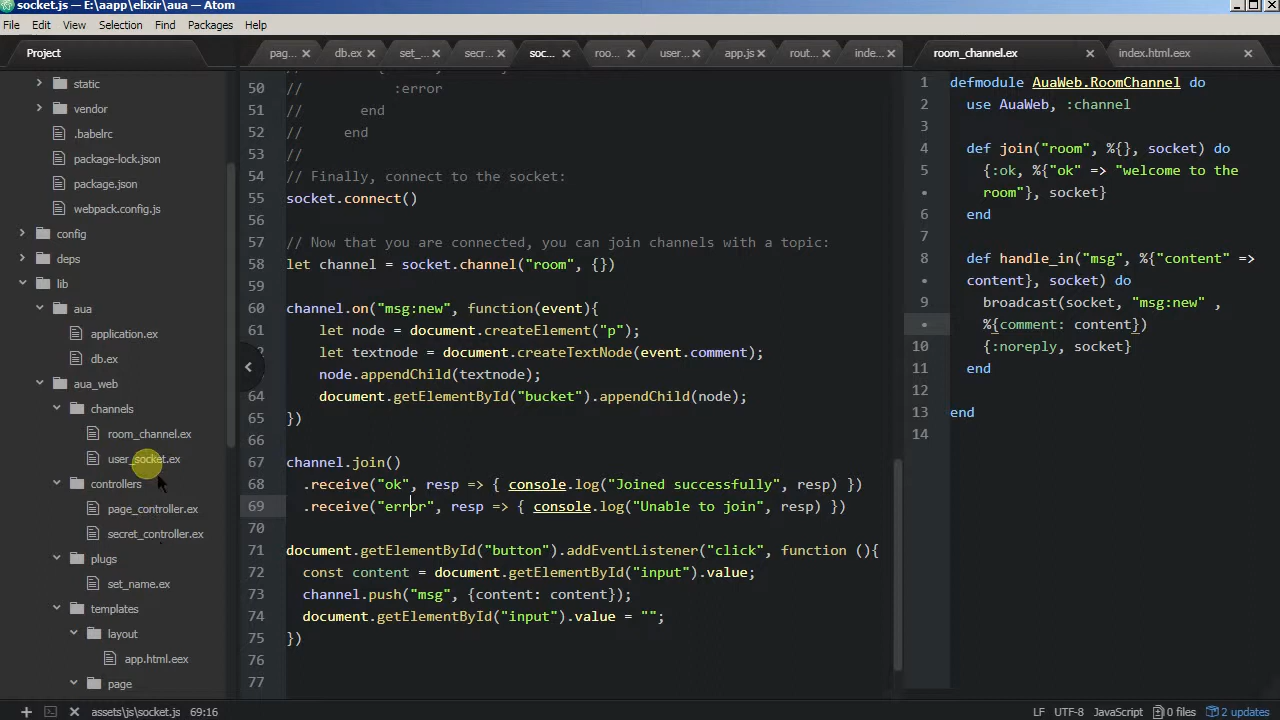 socket.js — E:\aapp\elixir\aua — Atom
File Edit View Selection Find Packages Help
Project
pag... db.ex set_... secr... soc... roo... user... app.js rout... inde...
room_channel.ex index.html.eex
static
vendor
.babelrc
package-lock.json
package.json
webpack.config.js
config
deps
lib
aua
application.ex
db.ex
aua_web
channels
room_channel.ex
user_socket.ex
controllers
page_controller.ex
secret_controller.ex
plugs
set_name.ex
templates
layout
app.html.eex
page
50 // :error
51 // end
52 // end
53 //
54 // Finally, connect to the socket:
55 socket.connect()
56
57 // Now that you are connected, you can join channels with a topic:
58 let channel = socket.channel("room", {})
59
60 channel.on("msg:new", function(event){
61 let node = document.createElement("p");
let textnode = document.createTextNode(event.comment);
node.appendChild(textnode);
64 document.getElementById("bucket").appendChild(node);
65 })
66
67 channel.join()
68 .receive("ok", resp => { console.log("Joined successfully", resp) })
69 .receive("error", resp => { console.log("Unable to join", resp) })
70
71 document.getElementById("button").addEventListener("click", function (){
72 const content = document.getElementById("input").value;
73 channel.push("msg", {content: content});
74 document.getElementById("input").value = "";
75 })
76
77
1 defmodule AuaWeb.RoomChannel do
2 use AuaWeb, :channel
3
4 def join("room", %{}, socket) do
5 {:ok, %{"ok" => "welcome to the
• room"}, socket}
6 end
7
8 def handle_in("msg", %{"content" =>
• content}, socket) do
9 broadcast(socket, "msg:new" ,
• %{comment: content})
10 {:noreply, socket}
11 end
12
13 end
14
assets\js\socket.js 69:16
LF UTF-8 JavaScript 0 files 2 updates